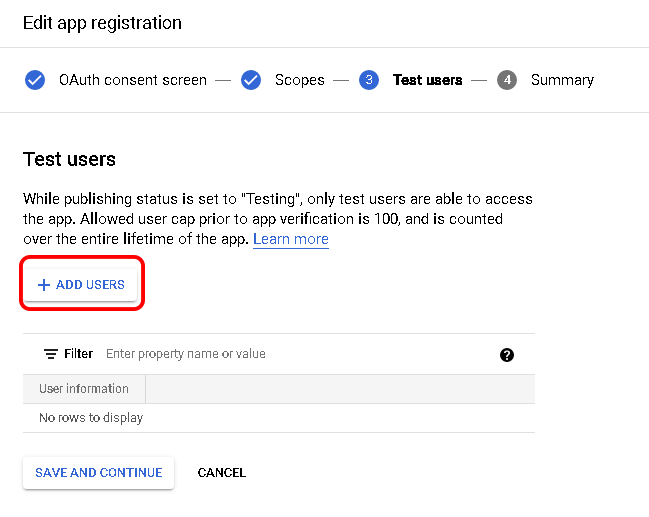 Edit app registration
OAuth consent screen — Scopes — 3 Test users — 4 Summary
Test users
While publishing status is set to "Testing", only test users are able to access
the app. Allowed user cap prior to app verification is 100, and is counted
over the entire lifetime of the app. Learn more
+ ADD USERS
Filter Enter property name or value ?
User information
No rows to display
SAVE AND CONTINUE CANCEL